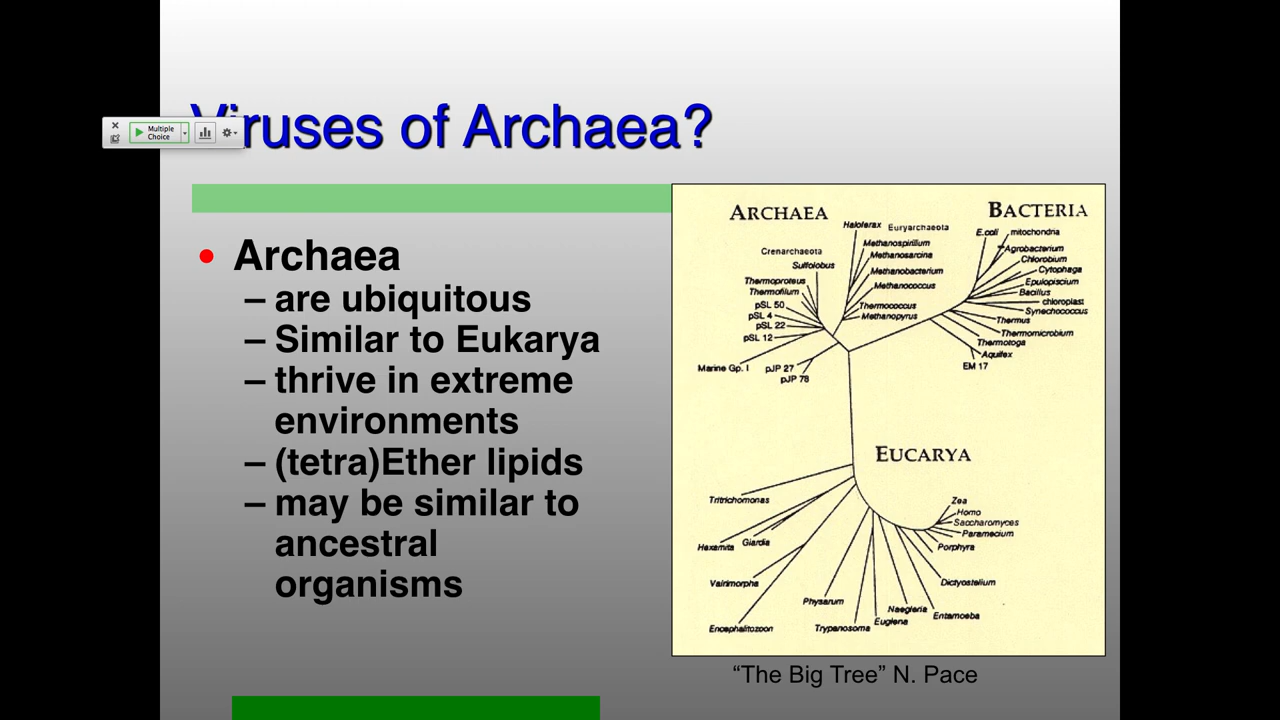 Viruses of Archaea?
Multiple
Choice
• Archaea
– are ubiquitous
– Similar to Eukarya
– thrive in extreme
environments
– (tetra)Ether lipids
– may be similar to
ancestral
organisms
ARCHAEA
BACTERIA
Haloferax
Euryarchaeota
E.coli
mitochondria
Crenarchaeota
Methanospirillum
Agrobacterium
Sulfolobus
Methanosarcina
Chlorobium
Methanobacterium
Cytophaga
Thermoproteus
Methanococcus
Epulopiscium
Thermofilum
Bacillus
pSL 50
Thermococcus
chloroplast
pSL 4
Methanopyrus
Synechococcus
pSL 22
Thermus
pSL 12
Thermomicrobium
Thermotoga
Marine Gp. I
pJP 27
Aquifex
pJP 78
EM 17
EUCARYA
Tritrichomonas
Zea
Homo
Saccharomyces
Paramecium
Hexamita
Giardia
Porphyra
Vairimorpha
Dictyostelium
Physarum
Naegleria
Entamoeba
Encephalitozoon
Trypanosoma
Euglena
“The Big Tree” N. Pace